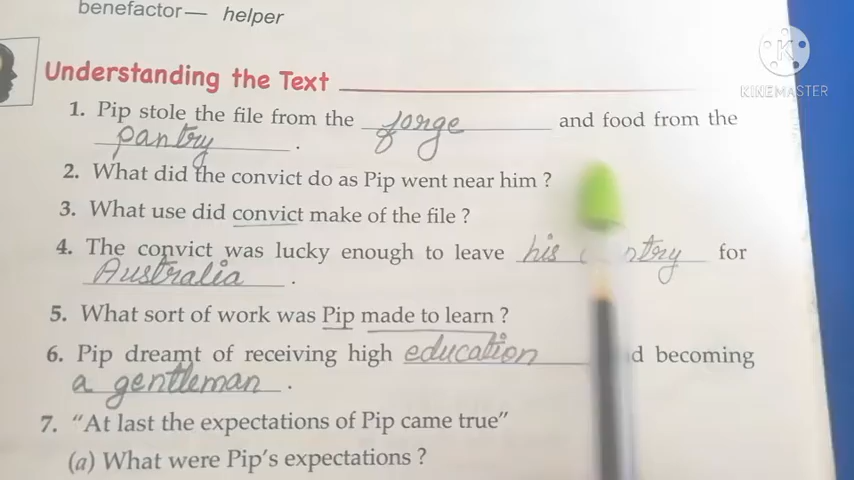 benefactor— helper
KINEMASTER
Understanding the Text
1. Pip stole the file from the forge and food from the
pantry .
2. What did the convict do as Pip went near him ?
3. What use did convict make of the file ?
4. The convict was lucky enough to leave his for
Australia .
5. What sort of work was Pip made to learn ?
6. Pip dreamt of receiving high education becoming
a gentleman .
7. “At last the expectations of Pip came true”
(a) What were Pip's expectations ?